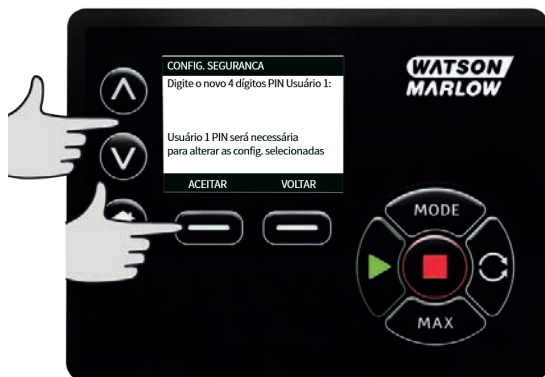 CONFIG. SEGURANCA
Digite o novo 4 dígitos PIN Usuário 1:
Usuário 1 PIN será necessária
para alterar as config. selecionadas
ACEITAR VOLTAR
WATSON
MARLOW
MODE
MAX